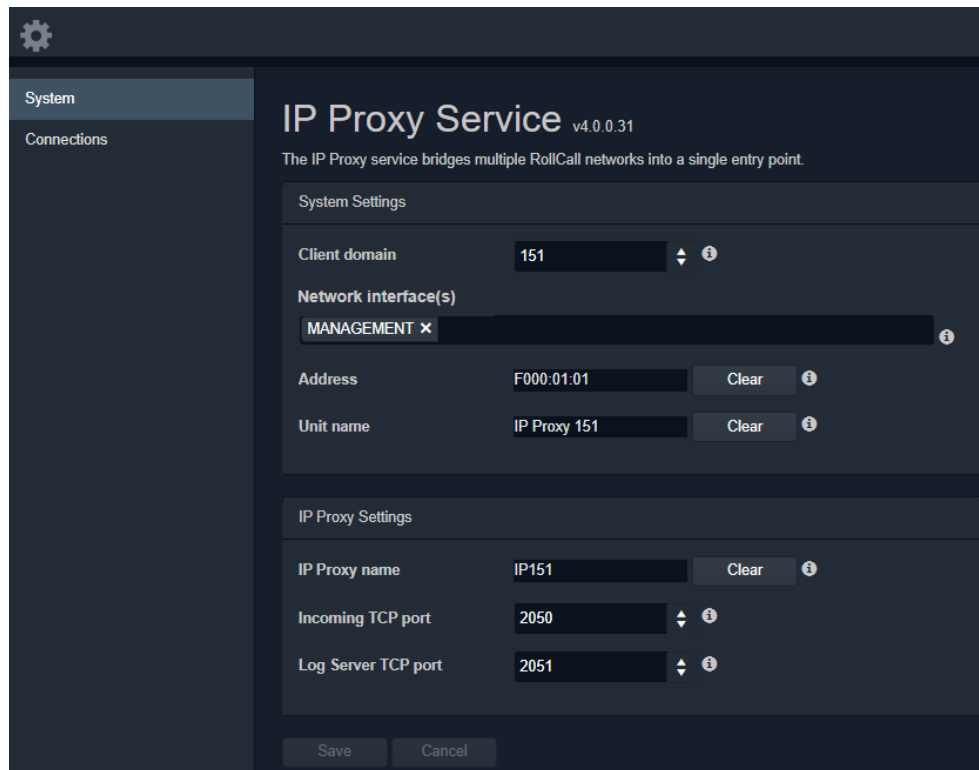 System
Connections
IP Proxy Service v4.0.0.31
The IP Proxy service bridges multiple RollCall networks into a single entry point.
System Settings
Client domain 151
Network interface(s)
MANAGEMENT ×
Address F000:01:01 Clear
Unit name IP Proxy 151 Clear
IP Proxy Settings
IP Proxy name IP151 Clear
Incoming TCP port 2050
Log Server TCP port 2051
Save Cancel